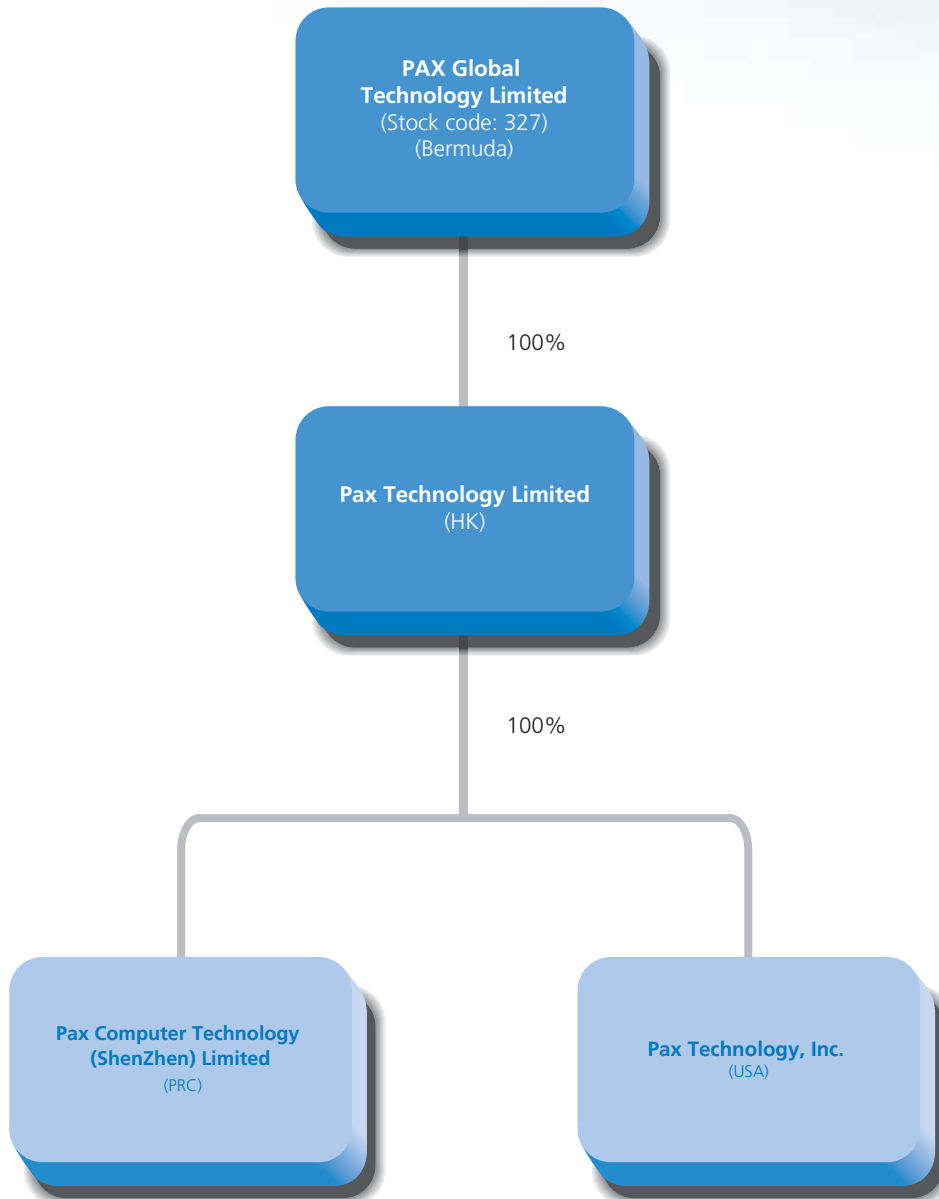 PAX Global
Technology Limited
(Stock code: 327)
(Bermuda)
100%
Pax Technology Limited
(HK)
100%
Pax Computer Technology
(ShenZhen) Limited
(PRC)
Pax Technology, Inc.
(USA)